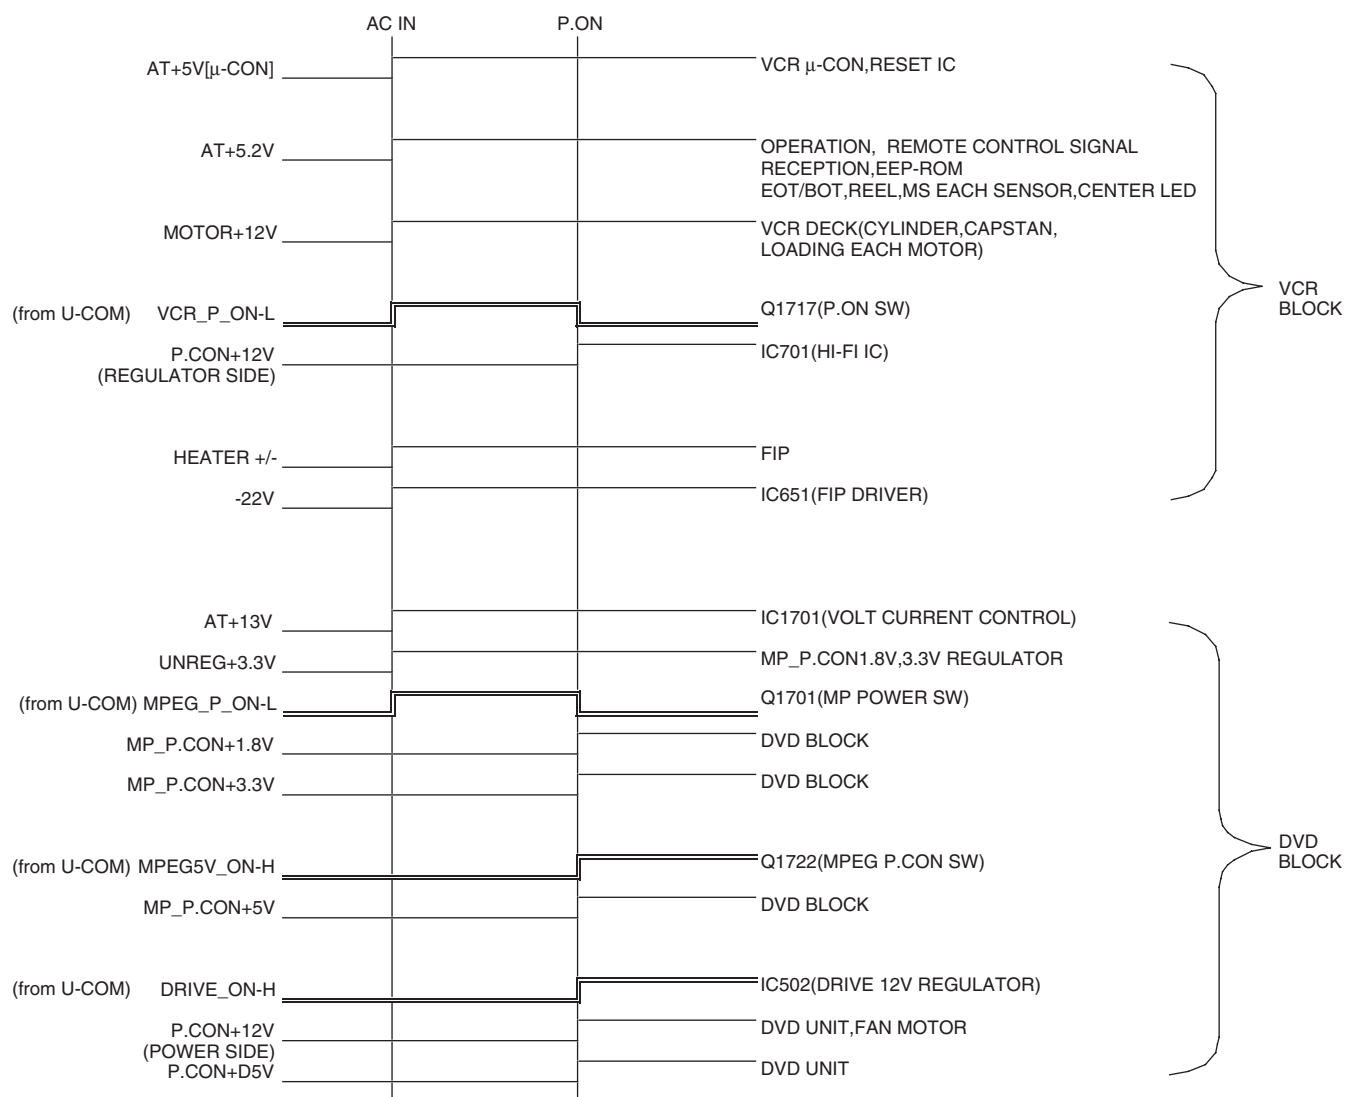 AC IN P.ON
AT+5V[μ-CON] VCR μ-CON,RESET IC
AT+5.2V OPERATION, REMOTE CONTROL SIGNAL
RECEPTION,EEP-ROM
EOT/BOT,REEL,MS EACH SENSOR,CENTER LED
MOTOR+12V VCR DECK(CYLINDER,CAPSTAN,
LOADING EACH MOTOR)
VCR
BLOCK
(from U-COM) VCR_P_ON-L Q1717(P.ON SW)
P.CON+12V IC701(HI-FI IC)
(REGULATOR SIDE)
HEATER +/- FIP
-22V IC651(FIP DRIVER)
AT+13V IC1701(VOLT CURRENT CONTROL)
UNREG+3.3V MP_P.CON1.8V,3.3V REGULATOR
(from U-COM) MPEG_P_ON-L Q1701(MP POWER SW)
MP_P.CON+1.8V DVD BLOCK
MP_P.CON+3.3V DVD BLOCK
DVD
BLOCK
(from U-COM) MPEG5V_ON-H Q1722(MPEG P.CON SW)
MP_P.CON+5V DVD BLOCK
(from U-COM) DRIVE_ON-H IC502(DRIVE 12V REGULATOR)
P.CON+12V DVD UNIT,FAN MOTOR
(POWER SIDE)
P.CON+D5V DVD UNIT